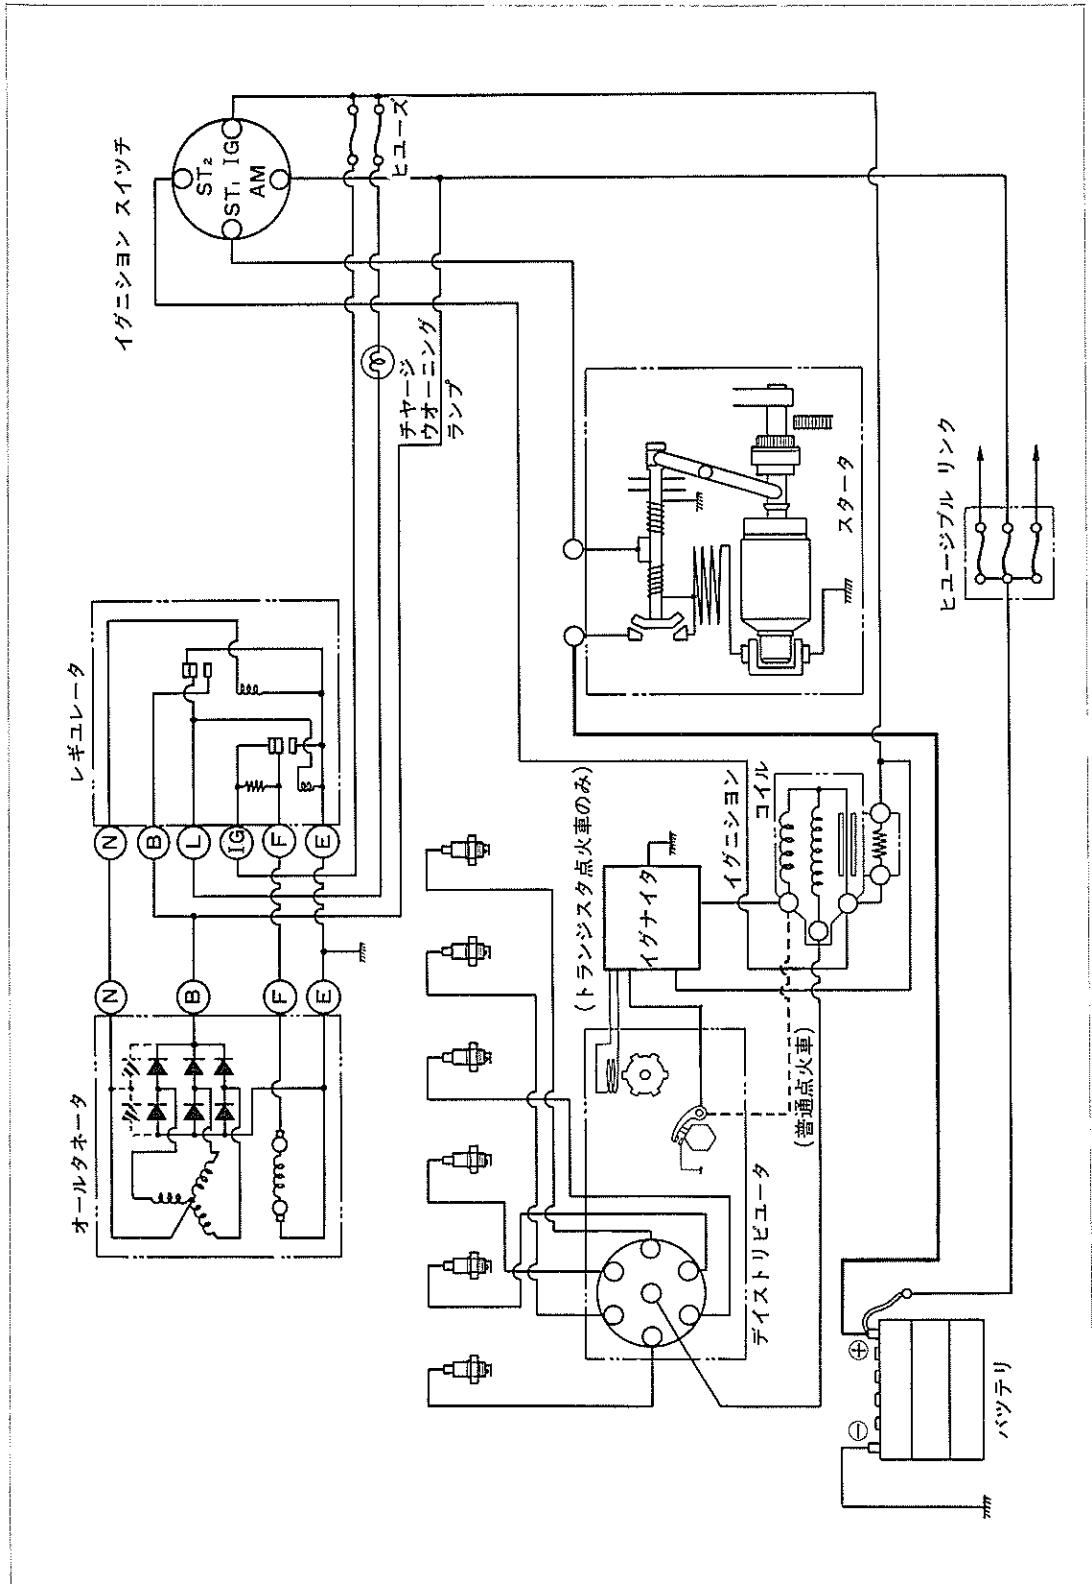 オールタネータ
N
B
F
E
レギュレータ
N
B
L
IG
F
E
イグニション スイッチ
ST₂
ST₁ IG
AM
ヒューズ
チャージ
ウオーニング
ランプ
スタータ
ヒュージブル リンク
(トランジスタ点火車のみ)
イグナイタ
イグニション
コイル
(普通点火車)
デイストリビュータ
⊕
⊖
バツテリ